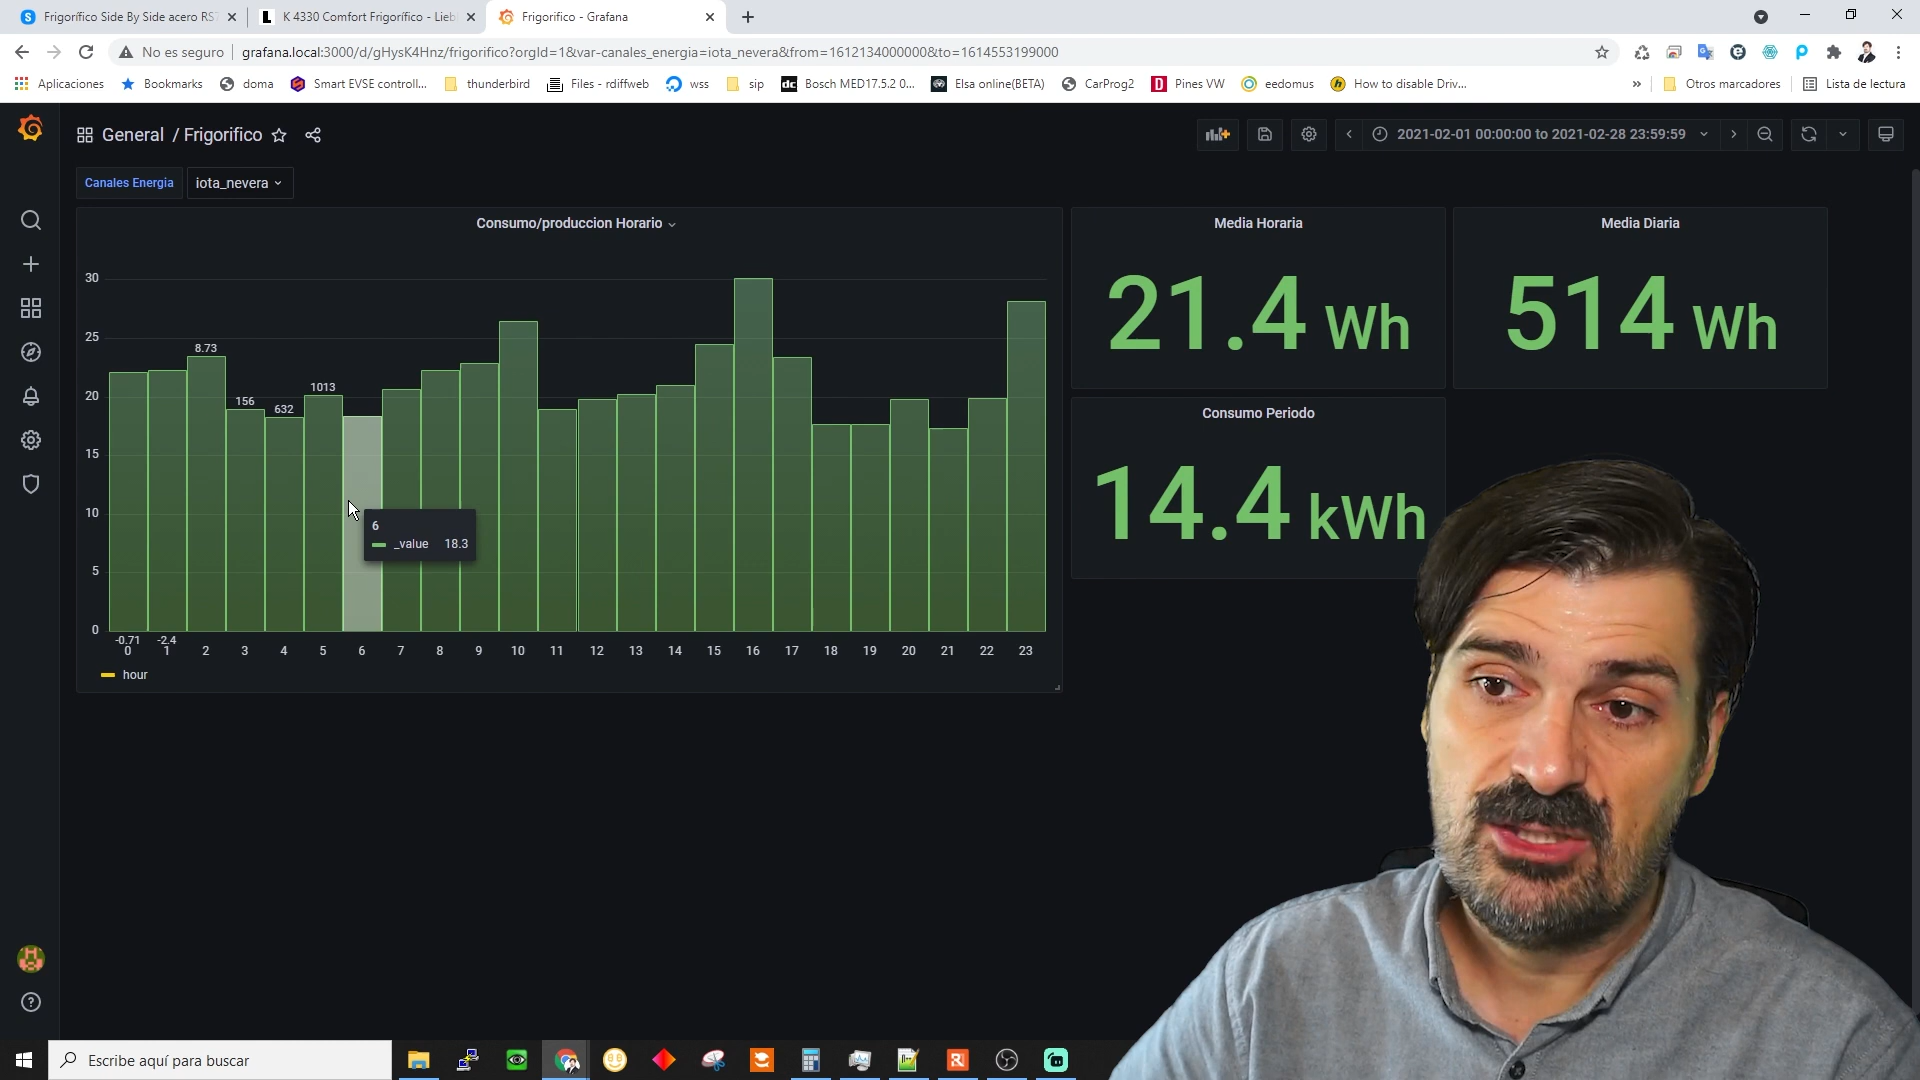 Frigorífico Side By Side acero RS7
K 4330 Comfort Frigorífico - Liebh
Frigorifico - Grafana
No es seguro
grafana.local:3000/d/gHysK4Hnz/frigorifico?orgId=1&var-canales_energia=iota_nevera&from=1612134000000&to=1614553199000
Aplicaciones
Bookmarks
doma
Smart EVSE controll...
thunderbird
Files - rdiffweb
wss
sip
dc
Bosch MED17.5.2 0...
Elsa online(BETA)
CarProg2
Pines VW
eedomus
How to disable Driv...
»
Otros marcadores
Lista de lectura
General / Frigorifico
2021-02-01 00:00:00 to 2021-02-28 23:59:59
Canales Energia
iota_nevera
Consumo/produccion Horario
30
25
20
15
10
5
0
8.73
156
632
1013
-0.71
-2.4
6
_value 18.3
0 1 2 3 4 5 6 7 8 9 10 11 12 13 14 15 16 17 18 19 20 21 22 23
hour
Media Horaria
21.4 Wh
Media Diaria
514 Wh
Consumo Periodo
14.4 kWh
Escribe aquí para buscar